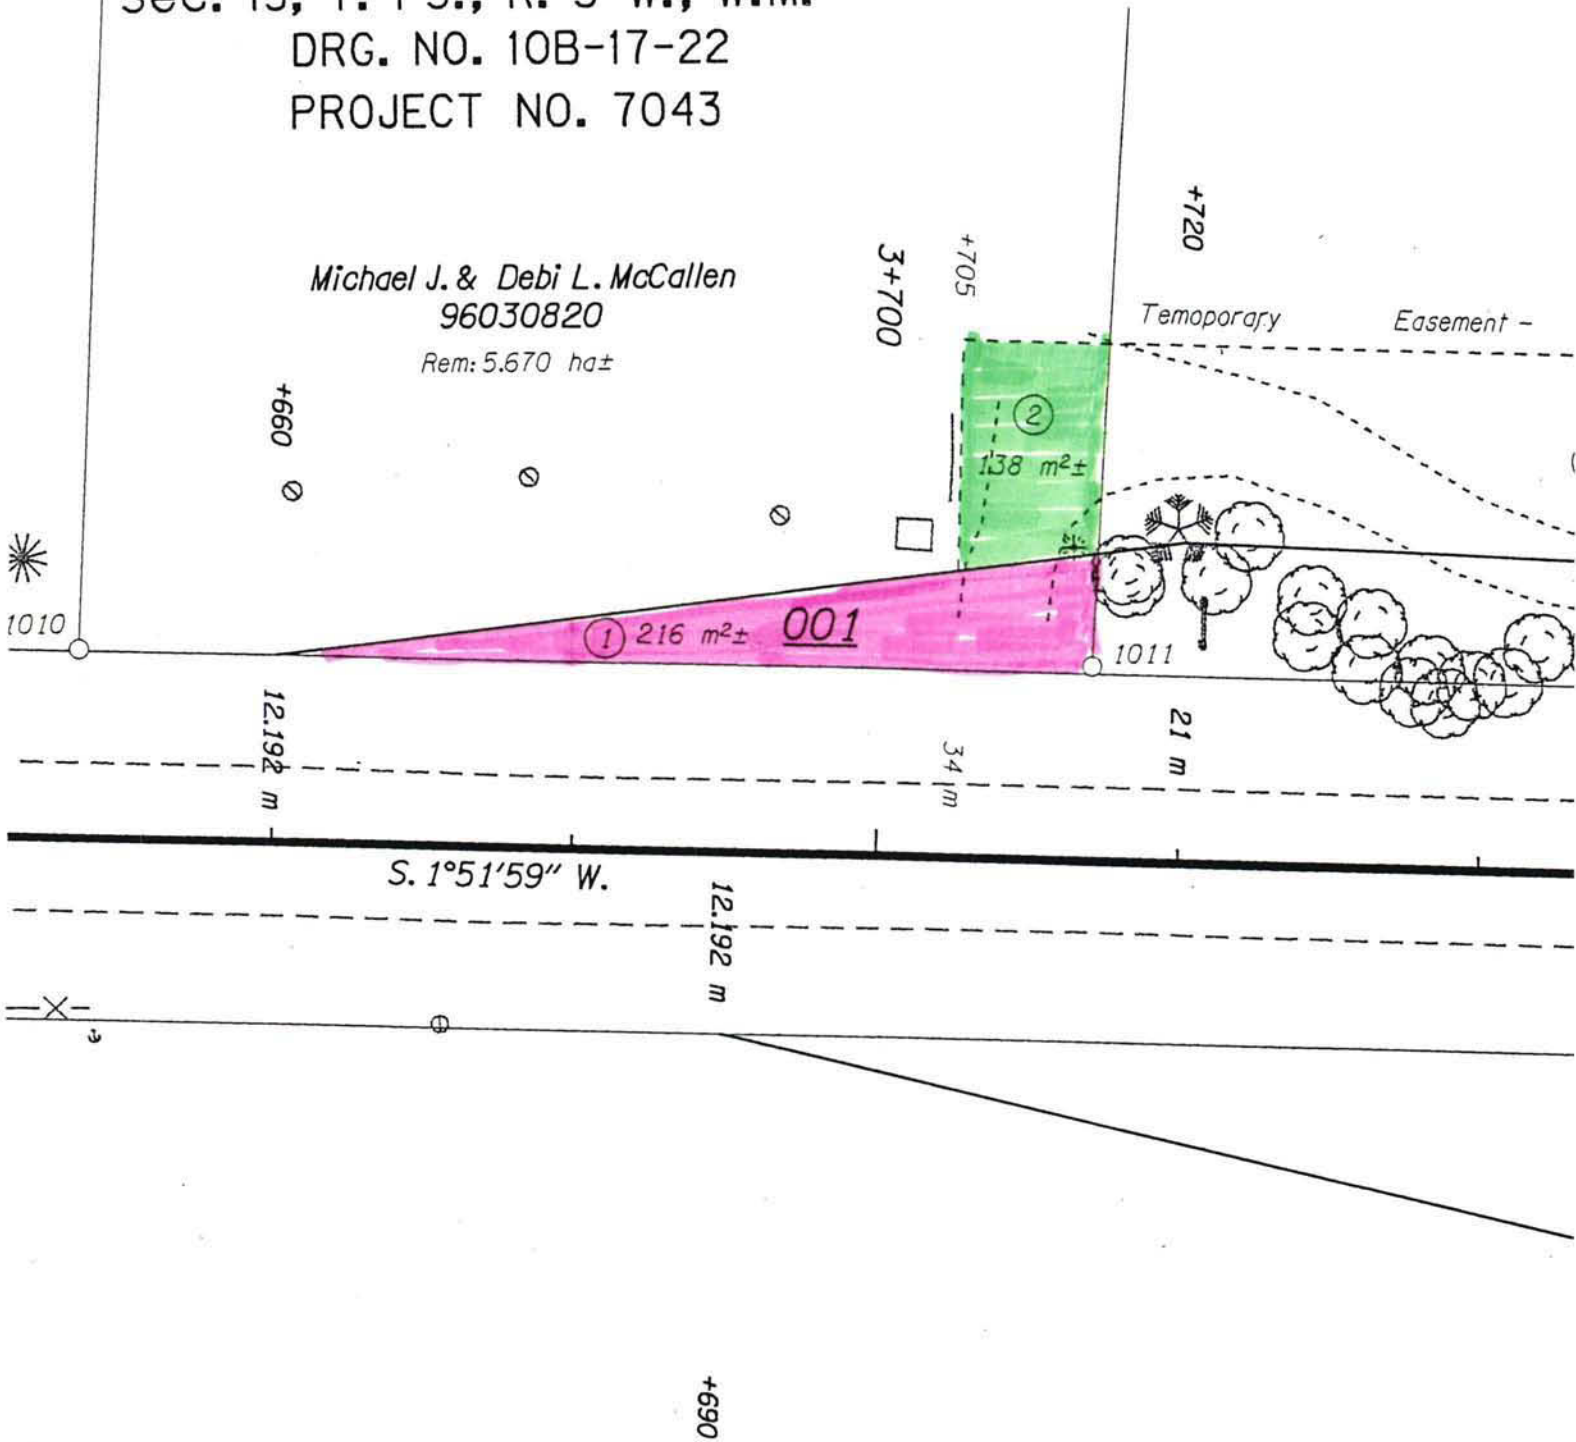 DRG. NO. 10B-17-22
PROJECT NO. 7043
Michael J. & Debi L. McCallen
96030820
Rem: 5.670 ha±
+660
3+700
+705
+720
Temoporary Easement -
2
138 m²±
1 216 m²± 001
1010
1011
12.192 m
34 m
21 m
S. 1°51'59" W.
12.192 m
+690